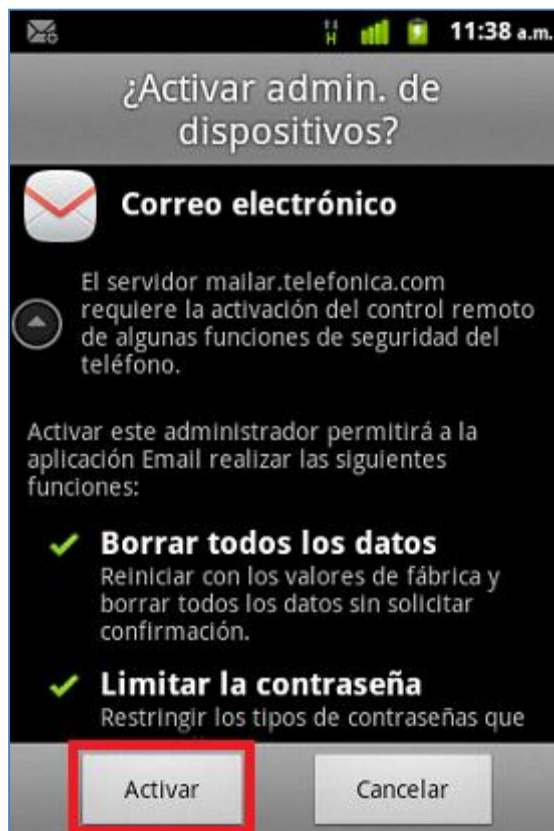 H 11:38 a.m.
¿Activar admin. de
dispositivos?
Correo electrónico
El servidor mailar.telefonica.com
requiere la activación del control remoto
de algunas funciones de seguridad del
teléfono.
Activar este administrador permitirá a la
aplicación Email realizar las siguientes
funciones:
Borrar todos los datos
Reiniciar con los valores de fábrica y
borrar todos los datos sin solicitar
confirmación.
Limitar la contraseña
Restringir los tipos de contraseñas que
Activar Cancelar